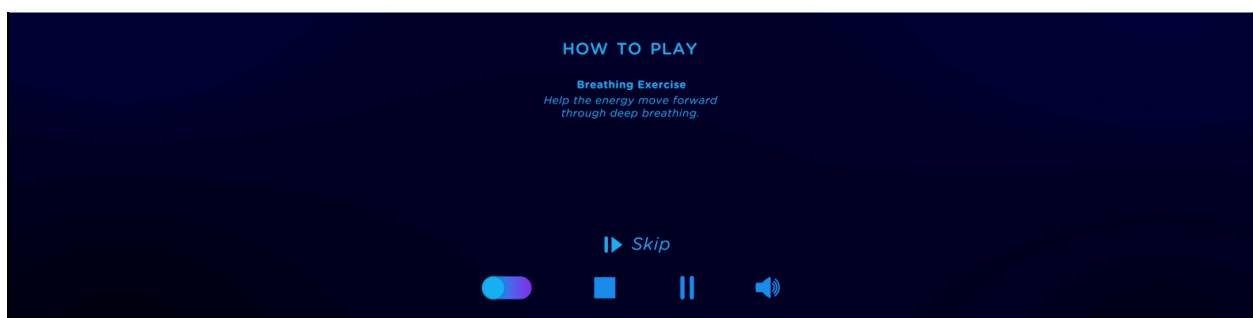 HOW TO PLAY
Breathing Exercise
Help the energy move forward
through deep breathing.
Skip